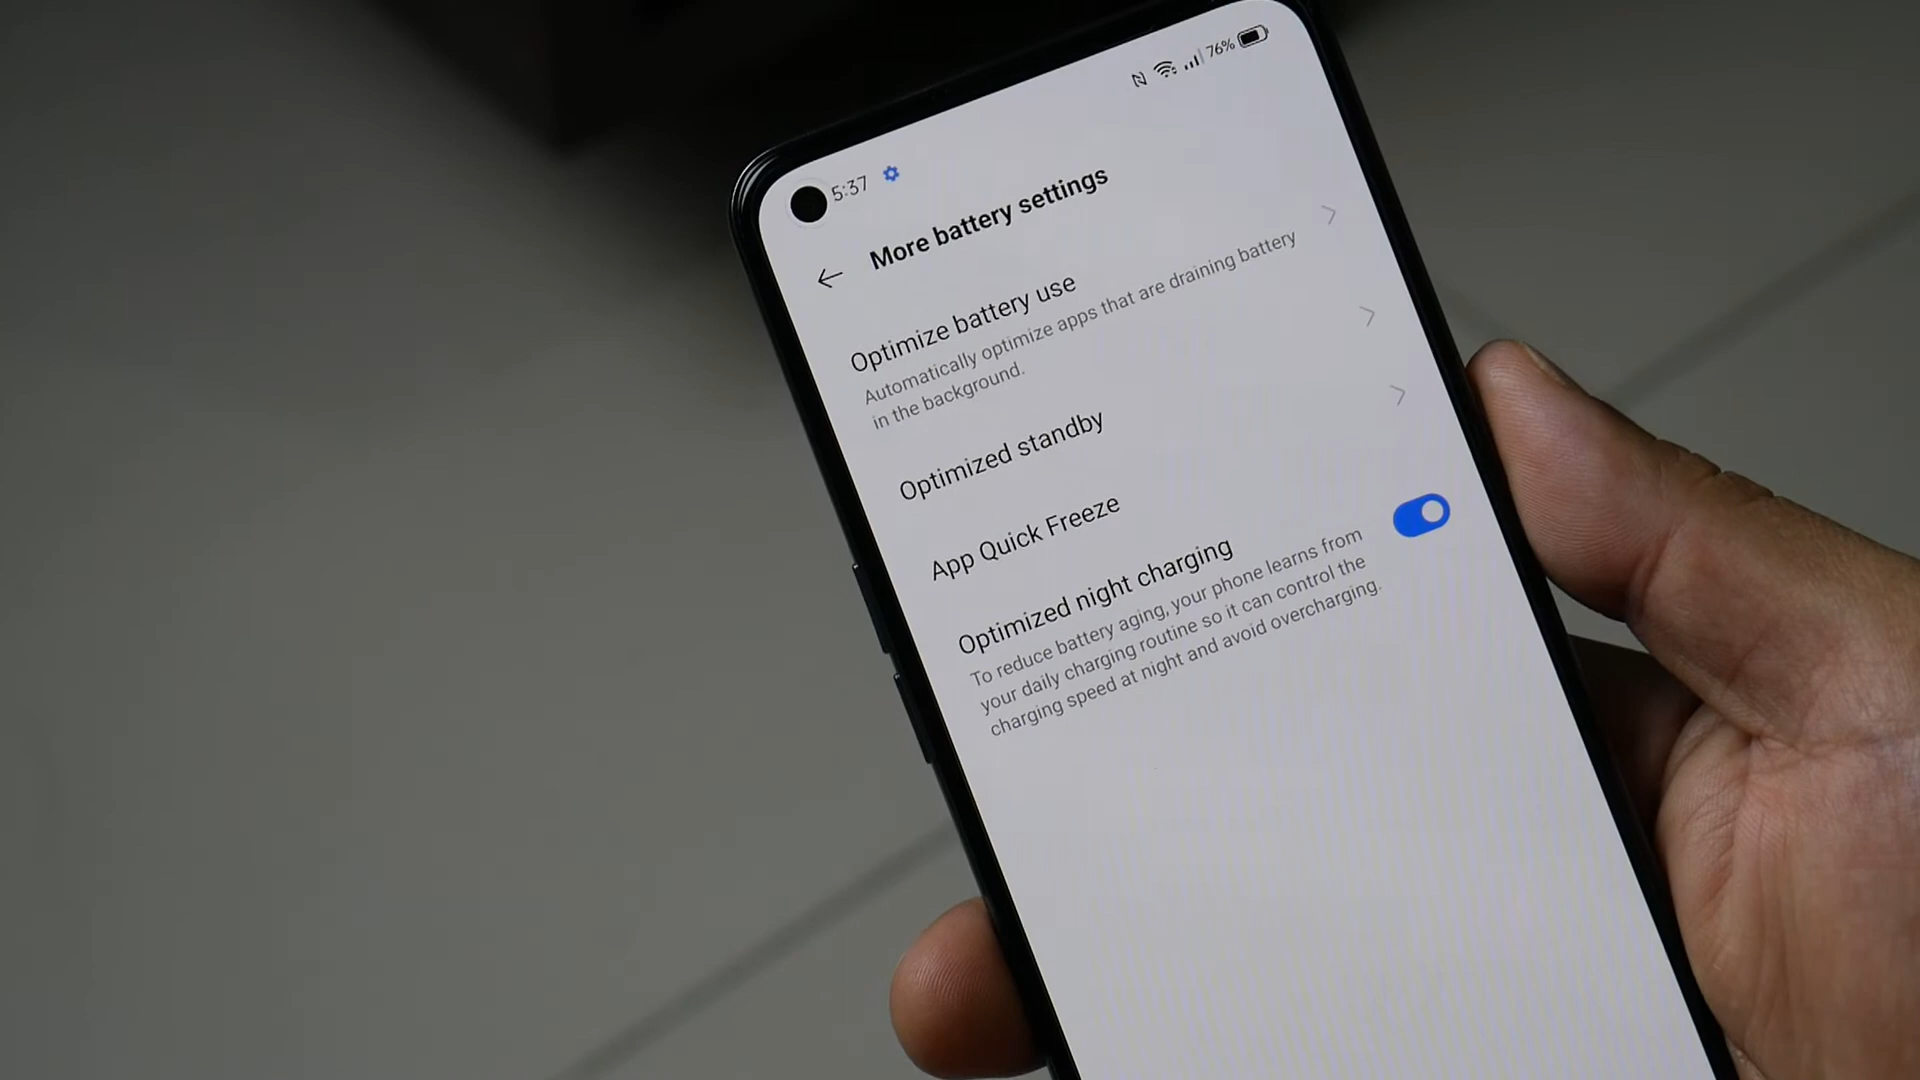 5:37
76%
More battery settings
Optimize battery use
Automatically optimize apps that are draining battery
in the background.
Optimized standby
App Quick Freeze
Optimized night charging
To reduce battery aging, your phone learns from
your daily charging routine so it can control the
charging speed at night and avoid overcharging.